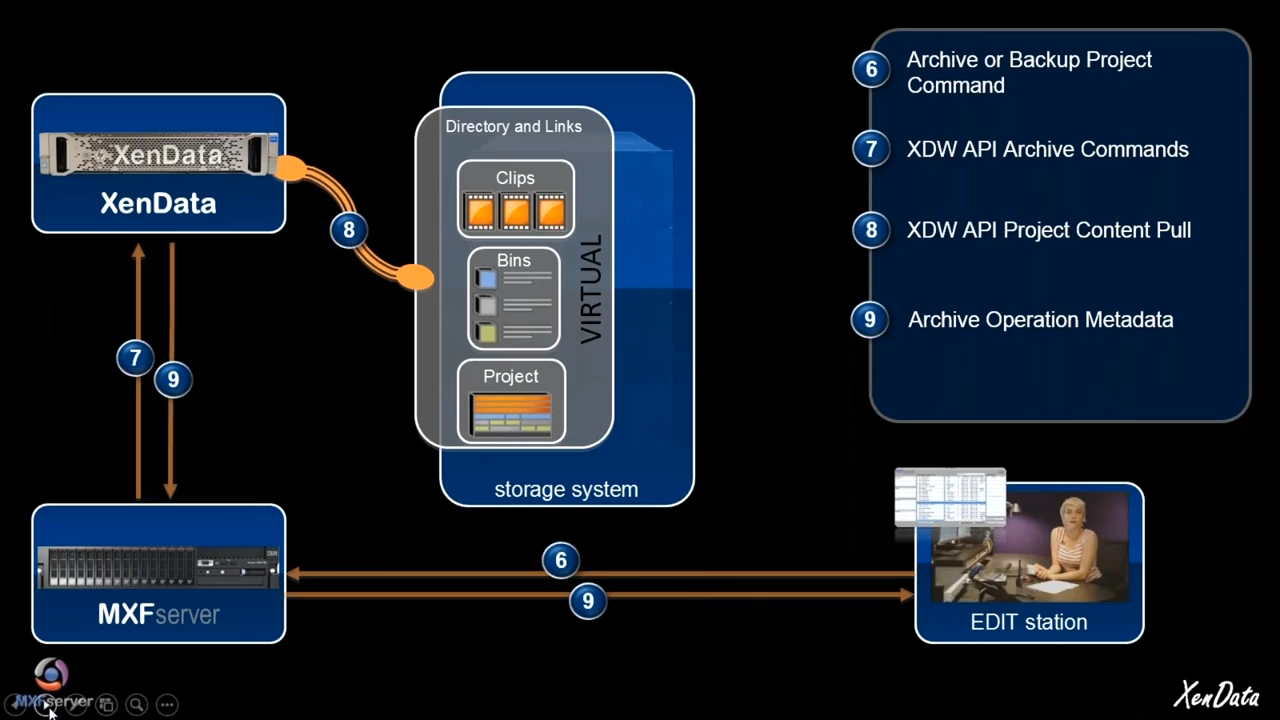 6
Archive or Backup Project
Command
7
XDW API Archive Commands
8
XDW API Project Content Pull
9
Archive Operation Metadata
XenData
XenData
8
Directory and Links
Clips
Bins
VIRTUAL
Project
storage system
7
9
IBM
MXFserver
6
9
EDIT station
MXFserver
XenData